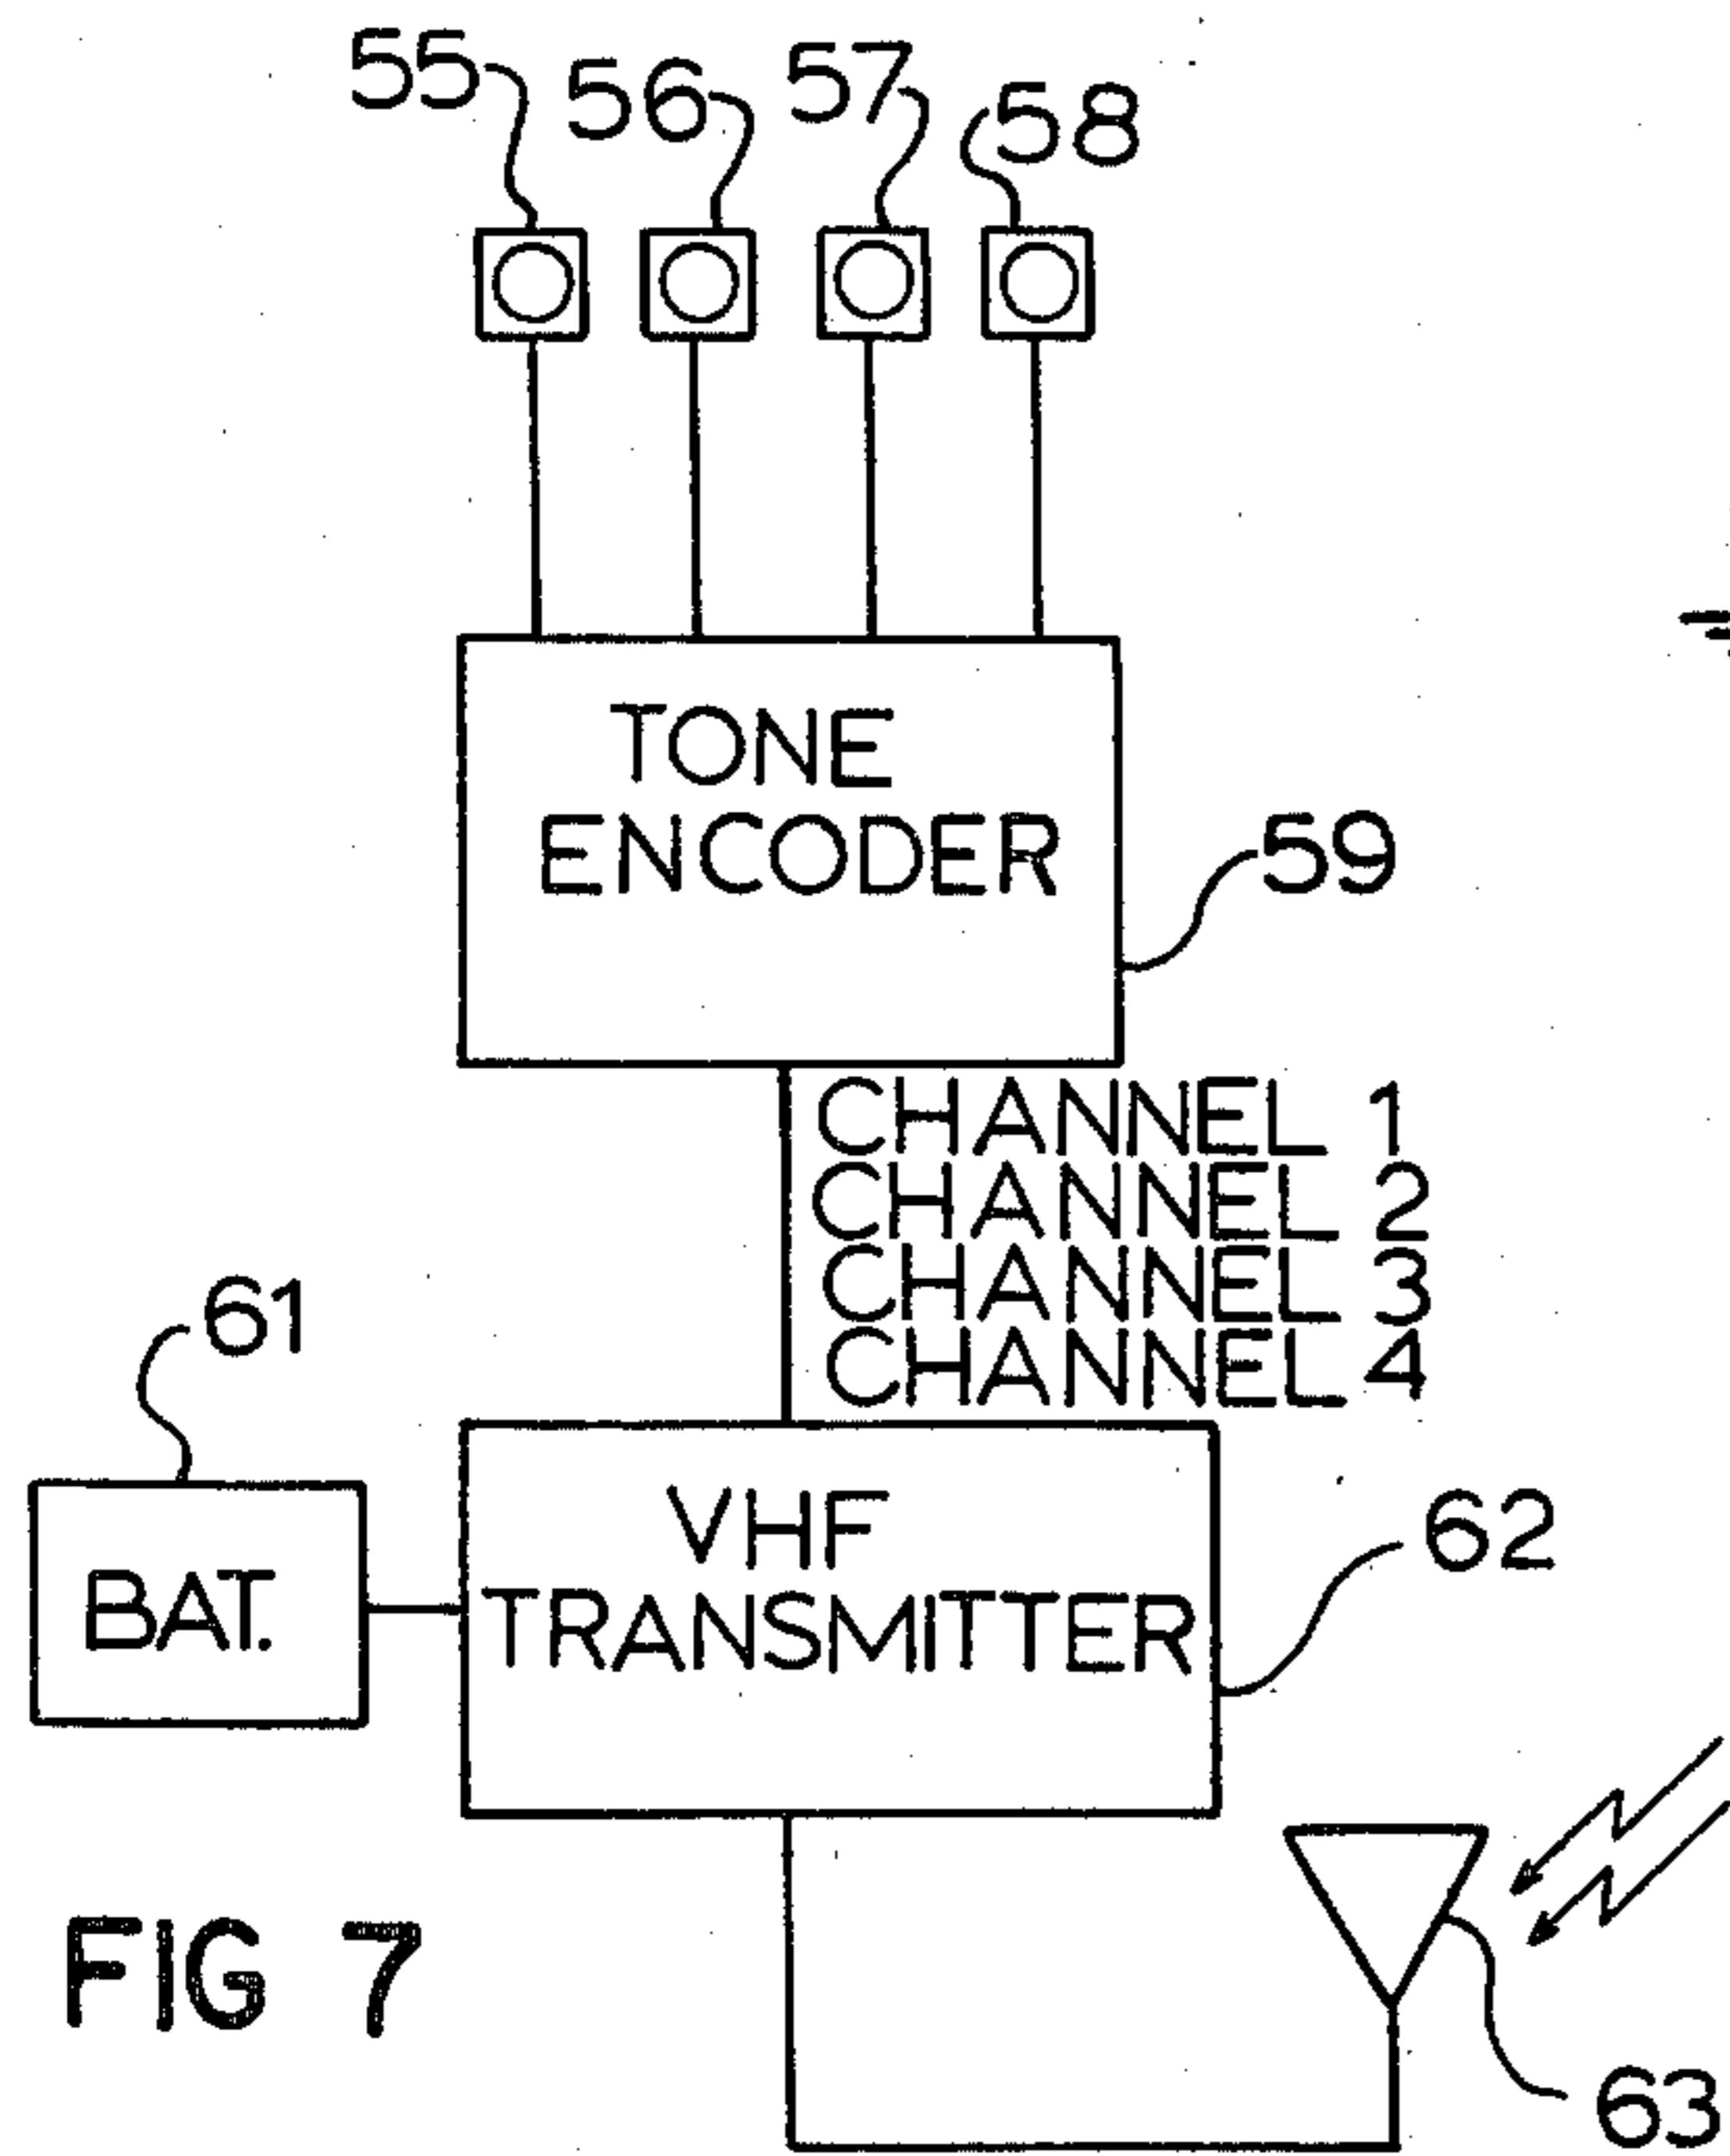 55 56 57 58
TONE
ENCODER
59
CHANNEL 1
CHANNEL 2
CHANNEL 3
CHANNEL 4
61
BAT.
VHF
TRANSMITTER
62
FIG 7
63